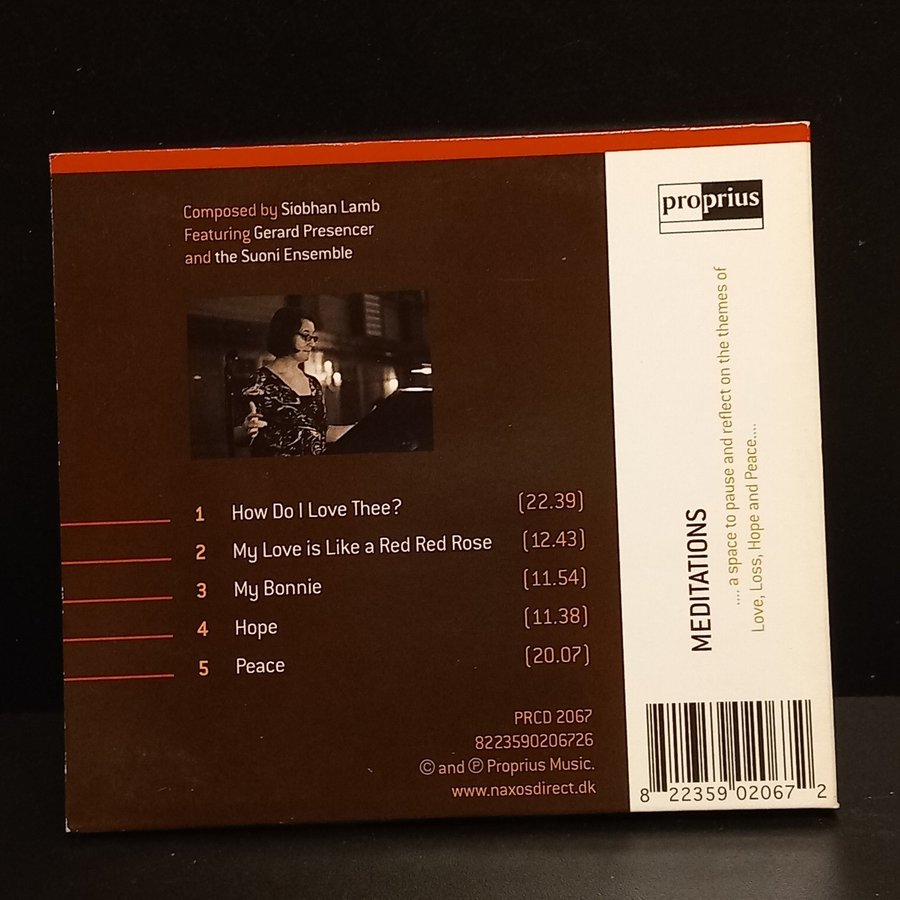 Composed by Siobhan Lamb
Featuring Gerard Presencer
and the Suoni Ensemble
1 How Do I Love Thee? (22.39)
2 My Love is Like a Red Red Rose (12.43)
3 My Bonnie (11.54)
4 Hope (11.38)
5 Peace (20.07)
PRCD 2067
8223590206726
© and ℗ Proprius Music.
www.naxosdirect.dk
proprius
MEDITATIONS
.... a space to pause and reflect on the themes of
Love, Loss, Hope and Peace....
8 22359 02067 2